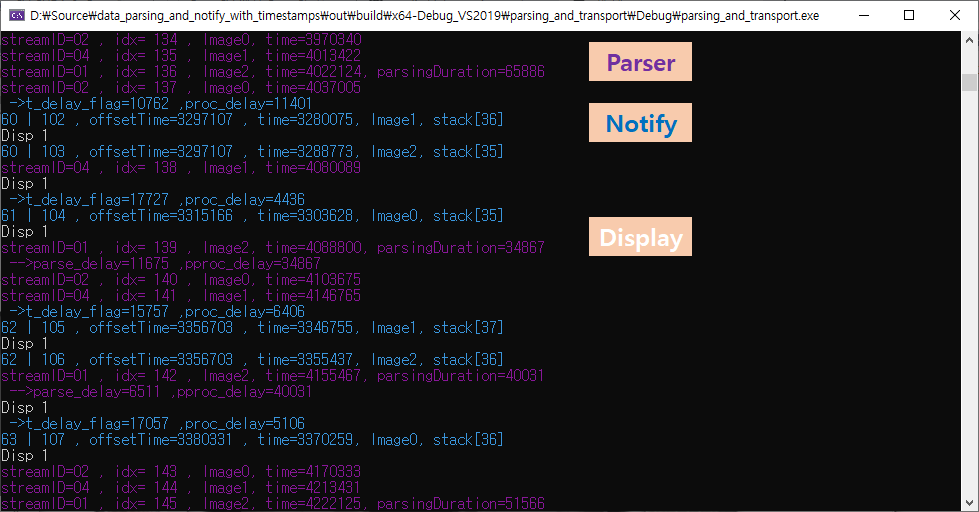 D:₩Source₩data_parsing_and_notify_with_timestamps₩out₩build₩x64-Debug_VS2019₩parsing_and_transport₩Debug₩parsing_and_transport.exe
streamID=02 , idx= 134 , Image0, time=3970340
streamID=04 , idx= 135 , Image1, time=4013422
streamID=01 , idx= 136 , Image2, time=4022124, parsingDuration=65886
streamID=02 , idx= 137 , Image0, time=4037005
->t_delay_flag=10762 ,proc_delay=11401
60 | 102 , offsetTime=3297107 , time=3280075, Image1, stack[36]
Disp 1
60 | 103 , offsetTime=3297107 , time=3288773, Image2, stack[35]
streamID=04 , idx= 138 , Image1, time=4080089
Disp 1
->t_delay_flag=17727 ,proc_delay=4436
61 | 104 , offsetTime=3315166 , time=3303628, Image0, stack[35]
Disp 1
streamID=01 , idx= 139 , Image2, time=4088800, parsingDuration=34867
-->parse_delay=11675 ,pproc_delay=34867
streamID=02 , idx= 140 , Image0, time=4103675
streamID=04 , idx= 141 , Image1, time=4146765
->t_delay_flag=15757 ,proc_delay=6406
62 | 105 , offsetTime=3356703 , time=3346755, Image1, stack[37]
Disp 1
62 | 106 , offsetTime=3356703 , time=3355437, Image2, stack[36]
streamID=01 , idx= 142 , Image2, time=4155467, parsingDuration=40031
-->parse_delay=6511 ,pproc_delay=40031
Disp 1
->t_delay_flag=17057 ,proc_delay=5106
63 | 107 , offsetTime=3380331 , time=3370259, Image0, stack[36]
Disp 1
streamID=02 , idx= 143 , Image0, time=4170333
streamID=04 , idx= 144 , Image1, time=4213431
streamID=01 , idx= 145 , Image2, time=4222125, parsingDuration=51566
Parser
Notify
Display